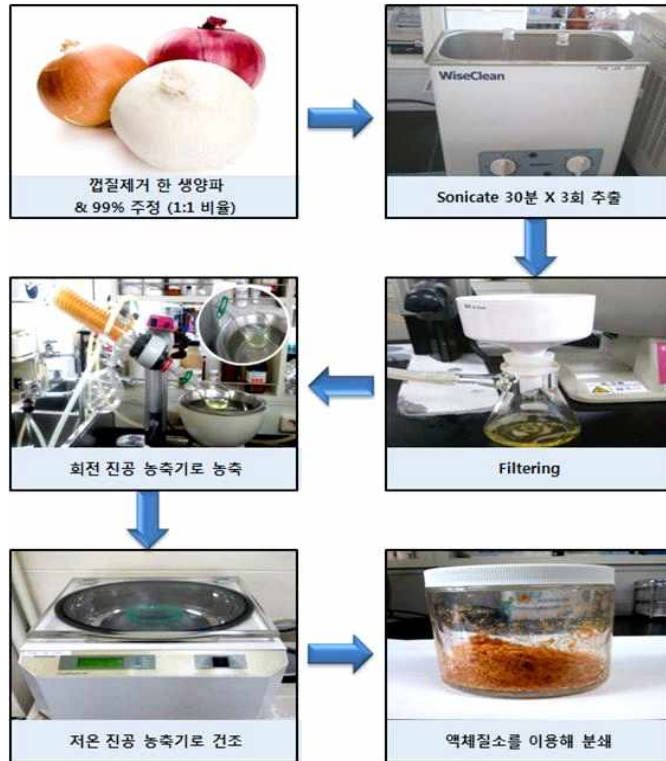 껍질제거 한 생양파
& 99% 주정 (1:1 비율)
WiseClean
Sonicate 30분 X 3회 추출
Filtering
회전 진공 농축기로 농축
저온 진공 농축기로 건조
액체질소를 이용해 분쇄